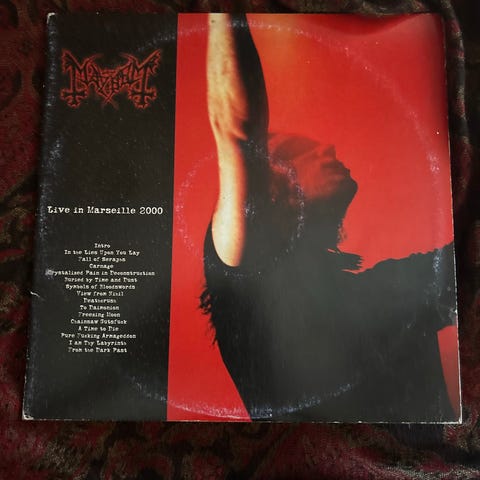 MAYHEM
Live in Marseille 2000
Intro
In the Lies Upon You Lay
Fall of Seraphs
Carnage
Crystalised Pain in Deconstruction
Buried by Time and Dust
Symbols of Bloodswords
View from Nihil
Deathcrush
To Daimonion
Freezing Moon
Chainsaw Gutsfuck
A Time to Die
Pure Fucking Armageddon
I am Thy Labyrinth
From the Dark Past